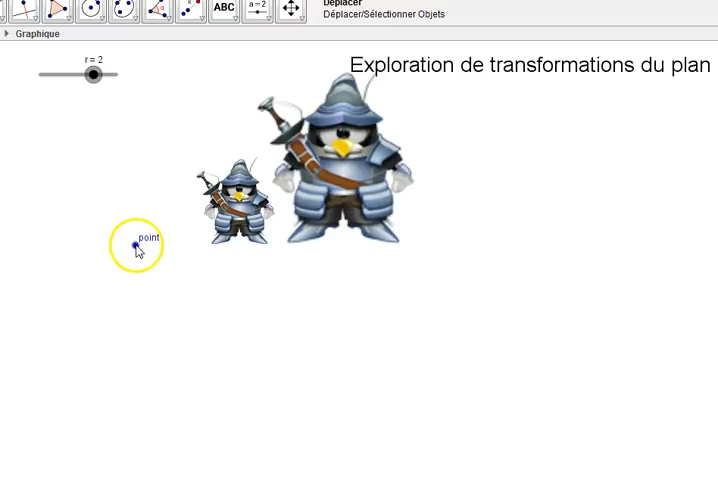 ABC
a = 2
Déplacer
Déplacer/Sélectionner Objets
Graphique
r = 2
Exploration de transformations du plan
point